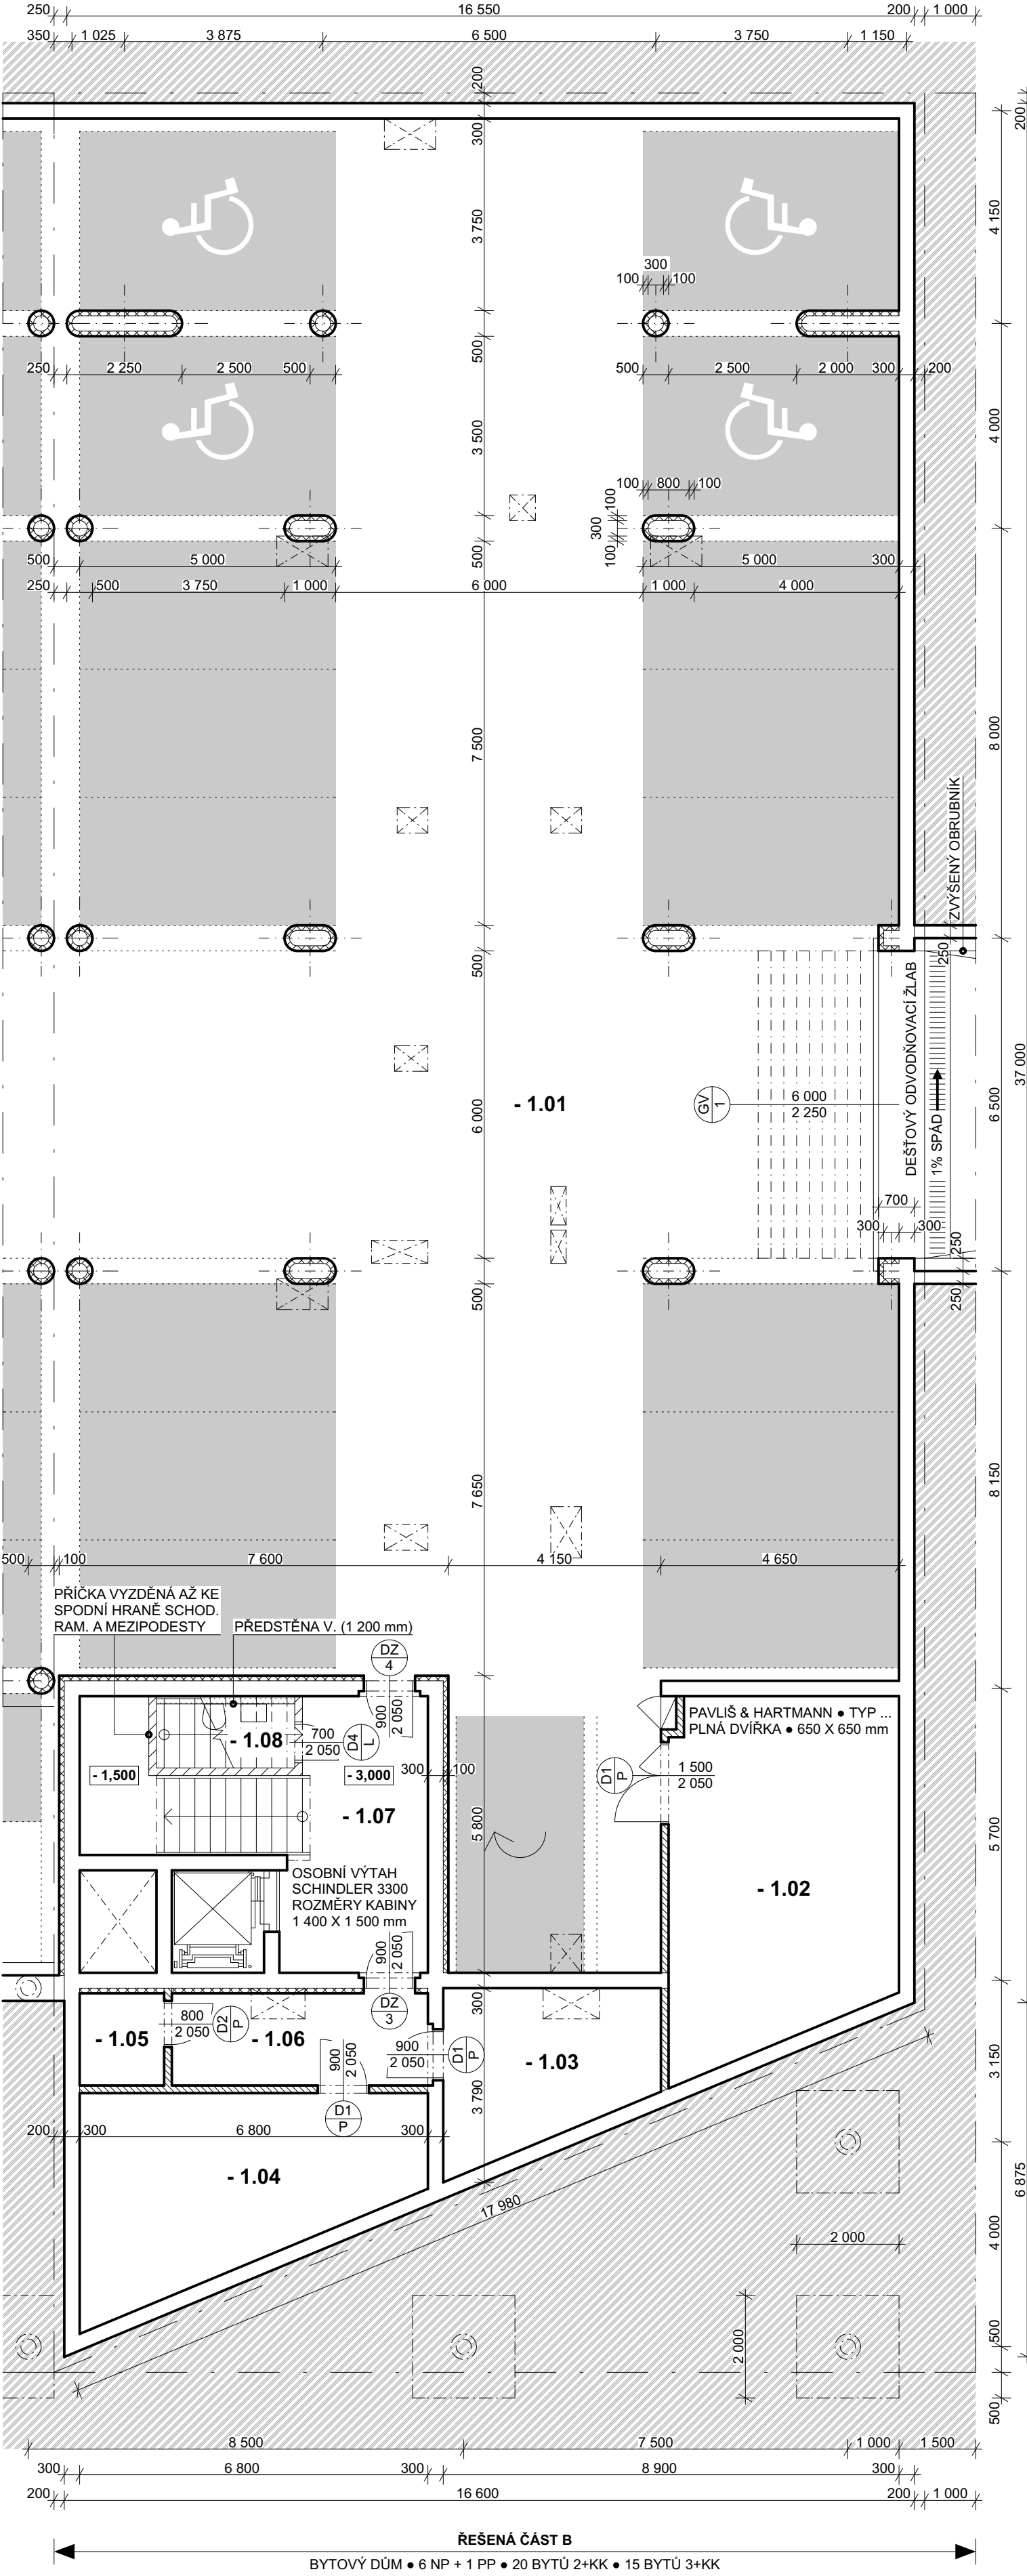 250 16 550 200 1 000
350 1 025 3 875 6 500 3 750 1 150
200
200
300
4 150
3 750
300
100 100
500
250 2 250 2 500 500 500 2 500 2 000 300 200
4 000
3 500
100 800 100
100
300
100
500
500 5 000 5 000 300
250 500 3 750 1 000 6 000 1 000 4 000
8 000
7 500
ZVÝŠENÝ OBRUBNÍK
250
500
DEŠŤOVÝ ODVODŇOVACÍ ŽLAB
1% SPÁD
37 000
6 000
- 1.01
GV
1
6 000
2 250
6 500
700
300 300
250
250
500
8 150
7 650
500 100 7 600 4 150 4 650
PŘÍČKA VYZDĚNÁ AŽ KE
SPODNÍ HRANĚ SCHOD.
RAM. A MEZIPODESTY
PŘEDSTĚNA V. (1 200 mm)
DZ
4
900
2 050
PAVLIŠ & HARTMANN ● TYP ...
PLNÁ DVÍŘKA ● 650 X 650 mm
- 1.08
700
2 050
D4
L
- 1,500
- 3,000
300 100
D1
P
1 500
2 050
- 1.07
5 800
5 700
OSOBNÍ VÝTAH
SCHINDLER 3300
ROZMĚRY KABINY
1 400 X 1 500 mm
- 1.02
900
2 050
DZ
3
300
800
2 050
D2
P
- 1.05
- 1.06
900
2 050
900
2 050
D1
P
- 1.03
3 150
3 790
D1
P
200 300 6 800 300
- 1.04
17 980
6 875
4 000
2 000
2 000
500
500
8 500 7 500 1 000 1 500
300 6 800 300 8 900 300
200 16 600 200 1 000
ŘEŠENÁ ČÁST B
BYTOVÝ DŮM ● 6 NP + 1 PP ● 20 BYTŮ 2+KK ● 15 BYTŮ 3+KK